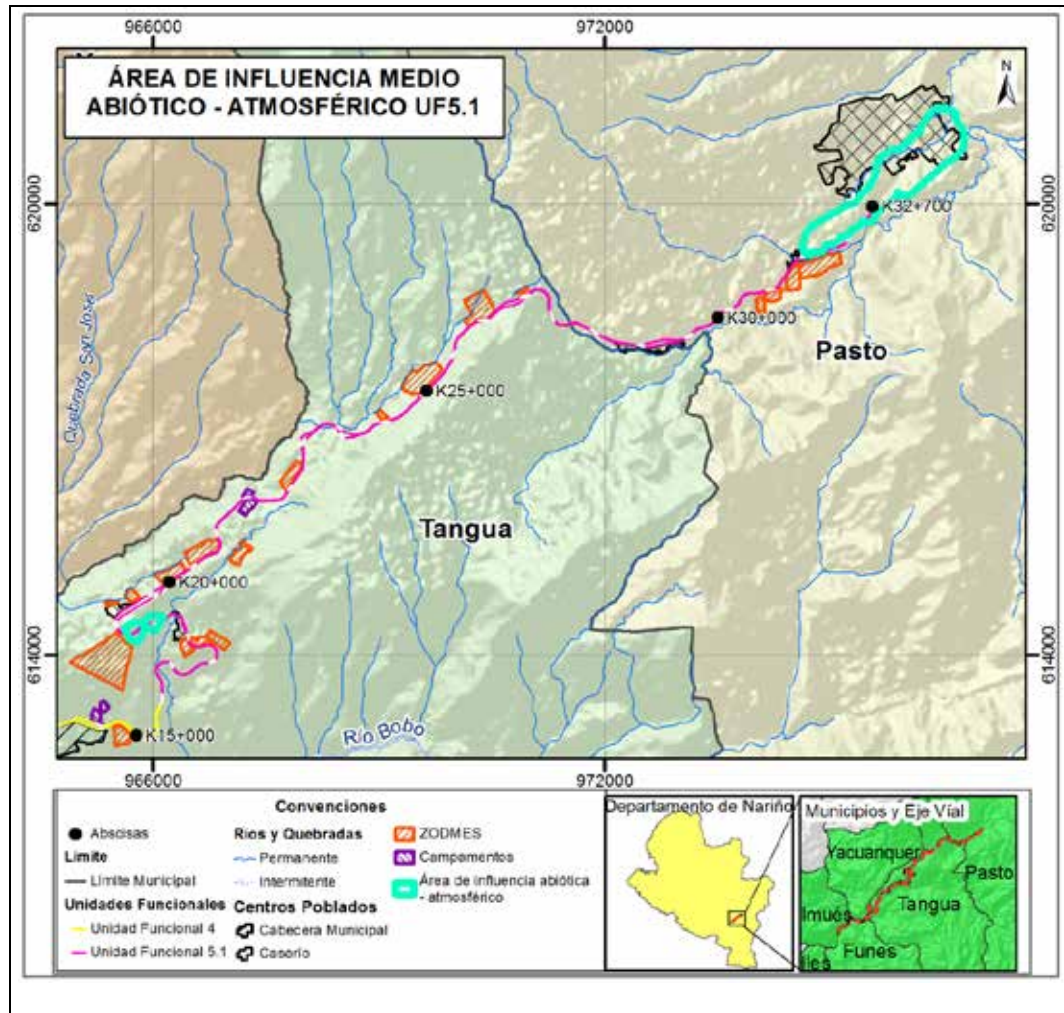 966000
972000
ÁREA DE INFLUENCIA MEDIO
ABIÓTICO - ATMOSFÉRICO UF5.1
N
620000
620000
K32+700
Quebrada San José
K30+000
Pasto
K25+000
Tangua
K20+000
614000
614000
Río Bobo
K15+000
966000
972000
Convenciones
Abscisas
Limite
Límite Municipal
Unidades Funcionales
Unidad Funcional 4
Unidad Funcional 5.1
Ríos y Quebradas
Permanente
Intermitente
Centros Poblados
Cabecera Municipal
Caserío
ZODMES
Campamentos
Área de influencia abiótica
- atmosférico
Departamento de Nariño
Municipios y Eje Víal
Yacuanquer
Pasto
Tangua
Imués
Funes
Iles